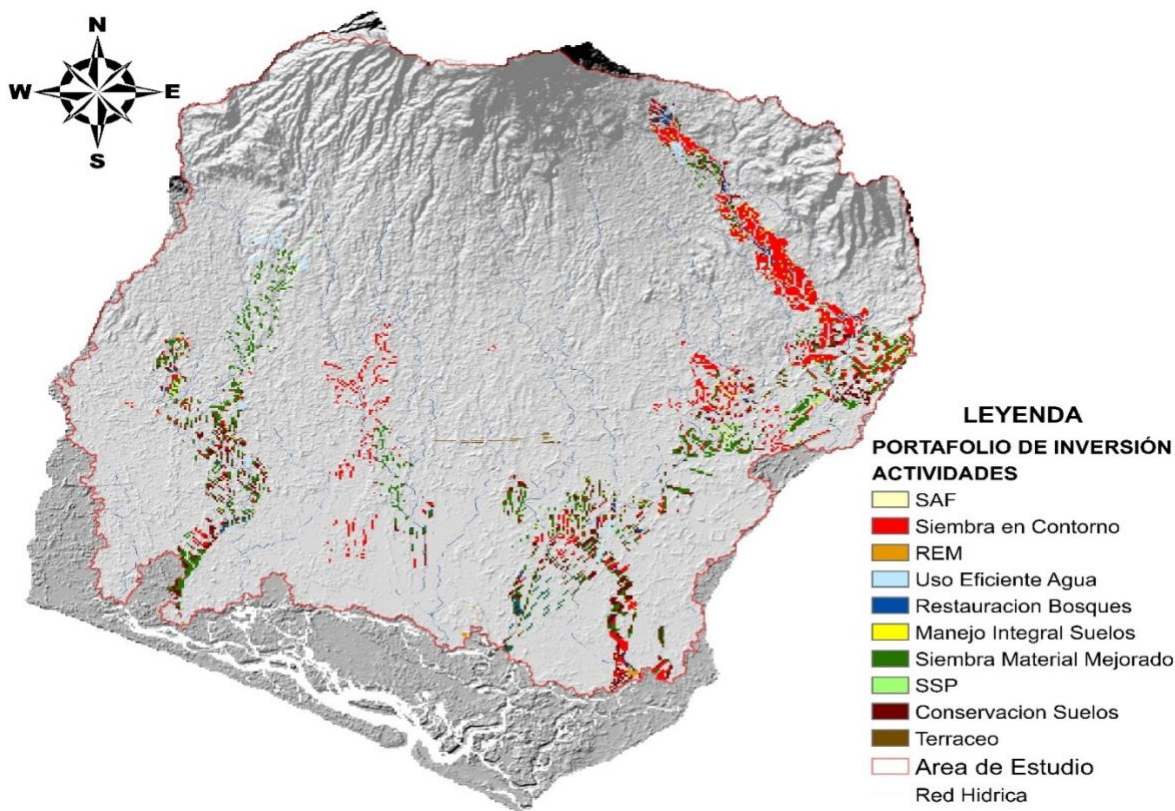 N
W E
S
LEYENDA
PORTAFOLIO DE INVERSIÓN
ACTIVIDADES
SAF
Siembra en Contorno
REM
Uso Eficiente Agua
Restauracion Bosques
Manejo Integral Suelos
Siembra Material Mejorado
SSP
Conservacion Suelos
Terraceo
Area de Estudio
Red Hidrica